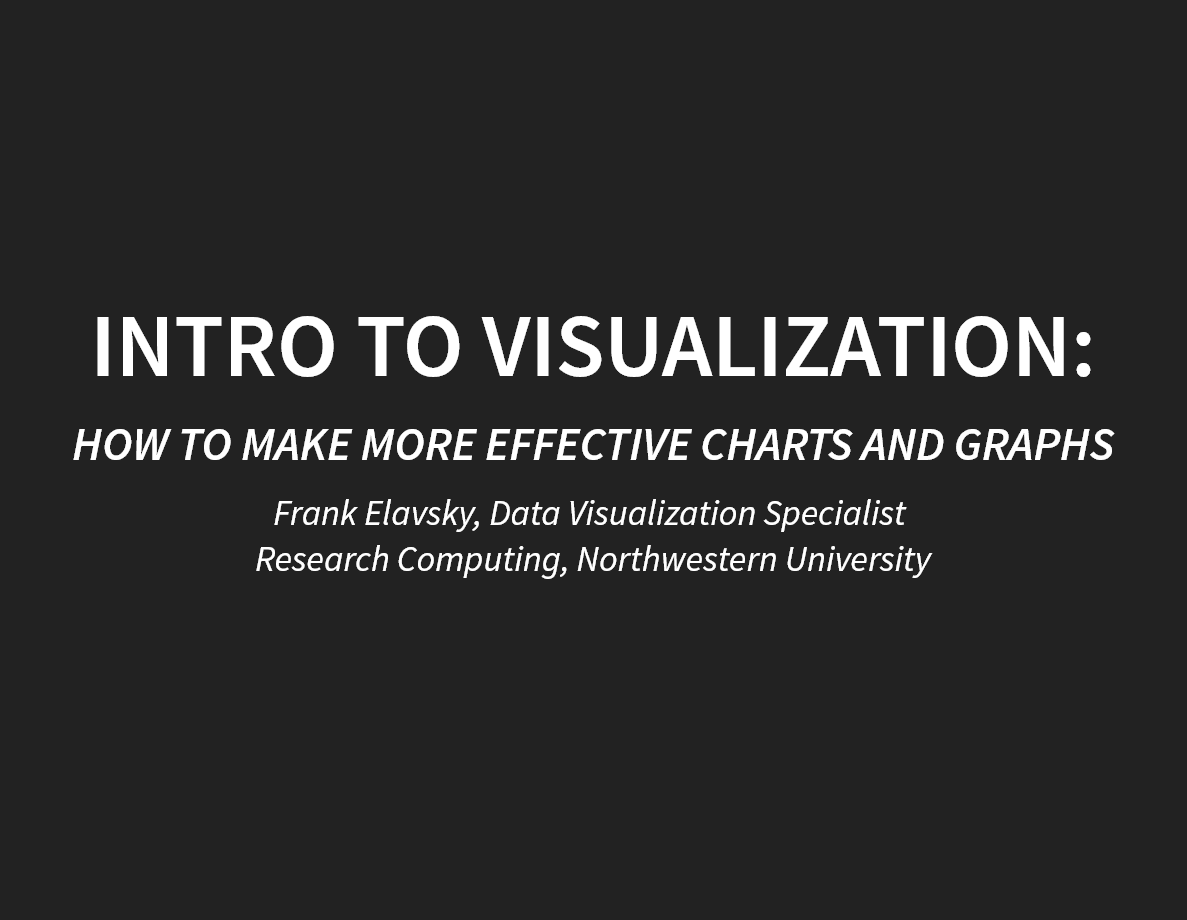 INTRO TO VISUALIZATION:
HOW TO MAKE MORE EFFECTIVE CHARTS AND GRAPHS
Frank Elavsky, Data Visualization Specialist
Research Computing, Northwestern University